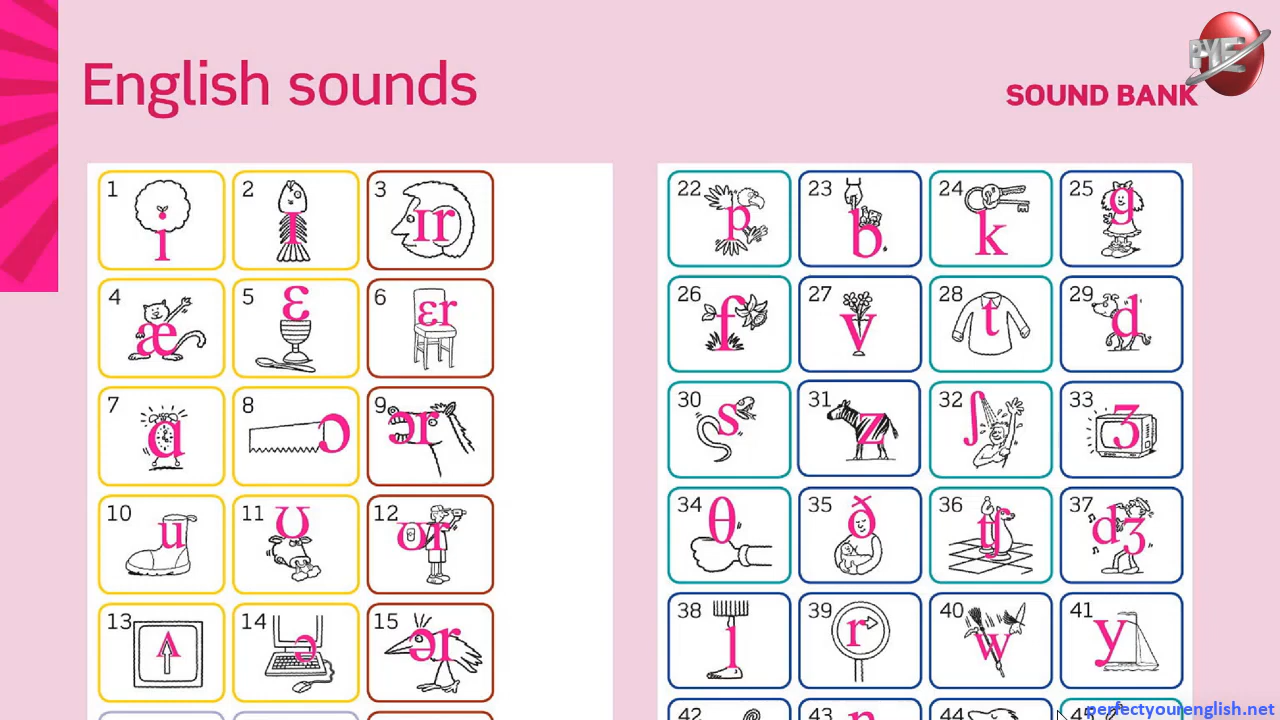 PYE
English sounds
SOUND BANK
1 i
2 ɪ
3 ɪr
4 æ
5 ɛ
6 ɛr
7 ɑ
8 ɔ
9 ɔr
10 u
11 ʊ
12 ʊr
13 ʌ
14 ə
15 ər
22 p
23 b
24 k
25 g
26 f
27 v
28 t
29 d
30 s
31 z
32 ʃ
33 ʒ
34 θ
35 ð
36 tʃ
37 dʒ
38 l
39 r
40 w
41 y
42
43
44
perfectyourenglish.net